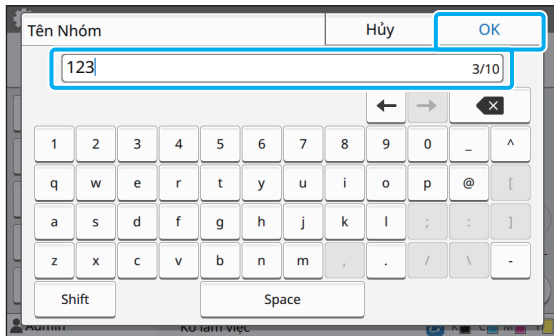 Tên Nhóm Hủy OK
123 3/10
← →
1 2 3 4 5 6 7 8 9 0 _ ^
q w e r t y u i o p @ [
a s d f g h j k l ; : ]
z x c v b n m , . / \ -
Shift Space
Admin